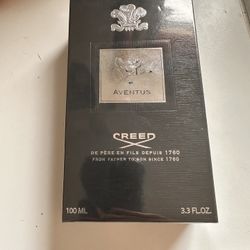 AVENTUS
CREED
DE PÈRE EN FILS DEPUIS 1760
FROM FATHER TO SON SINCE 1760
100 ML 3.3 FL.OZ.